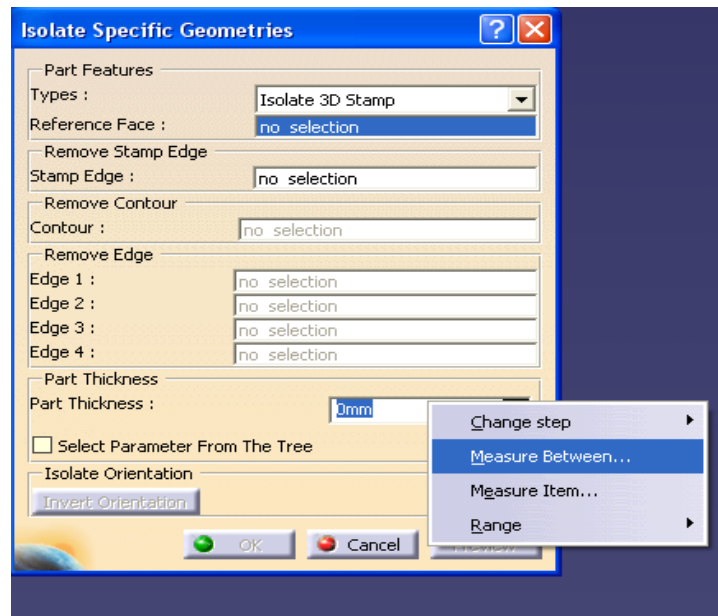 Isolate Specific Geometries
Part Features
Types : Isolate 3D Stamp
Reference Face : no selection
Remove Stamp Edge
Stamp Edge : no selection
Remove Contour
Contour : no selection
Remove Edge
Edge 1 : no selection
Edge 2 : no selection
Edge 3 : no selection
Edge 4 : no selection
Part Thickness
Part Thickness : 0mm
Change step
Select Parameter From The Tree
Measure Between...
Isolate Orientation
Measure Item...
Invert Orientation
Range
OK Cancel